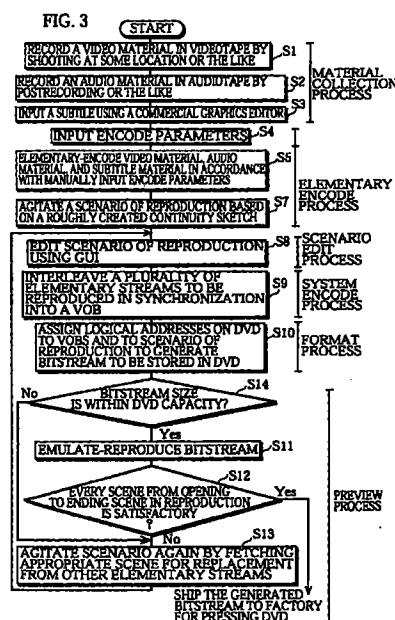 FIG. 3
START
RECORD A VIDEO MATERIAL IN VIDEOTAPE BY
SHOOTING AT SOME LOCATION OR THE LIKE
S1
RECORD AN AUDIO MATERIAL IN AUDIOTAPE BY
POSTRECORDING OR THE LIKE
S2
INPUT A SUBTILE USING A COMMERCIAL GRAPHICS EDITOR
S3
MATERIAL
COLLECTION
PROCESS
INPUT ENCODE PARAMETERS
S4
ELEMENTARY-ENCODE VIDEO MATERIAL, AUDIO
MATERIAL, AND SUBTITLE MATERIAL IN ACCORDANCE
WITH MANUALLY INPUT ENCODE PARAMETERS
S5
AGITATE A SCENARIO OF REPRODUCTION BASED
ON A ROUGHLY CREATED CONTINUITY SKETCH
S7
ELEMENTARY
ENCODE
PROCESS
EDIT SCENARIO OF REPRODUCTION
USING GUI
S8
SCENARIO
EDIT
PROCESS
INTERLEAVE A PLURALITY OF
ELEMENTARY STREAMS TO BE
REPRODUCED IN SYNCHRONIZATION
INTO A VOB
S9
SYSTEM
ENCODE
PROCESS
ASSIGN LOGICAL ADDRESSES ON DVD
TO VOBS AND TO SCENARIO OF
REPRODUCTION TO GENERATE
BITSTREAM TO BE STORED IN DVD
S10
FORMAT
PROCESS
No
BITSTREAM SIZE
IS WITHIN DVD CAPACITY?
S14
Yes
EMULATE-REPRODUCE BITSTREAM
S11
EVERY SCENE FROM OPENING
TO ENDING SCENE IN REPRODUCTION
IS SATISFACTORY
?
S12
Yes
No
S13
AGITATE SCENARIO AGAIN BY FETCHING
APPROPRIATE SCENE FOR REPLACEMENT
FROM OTHER ELEMENTARY STREAMS
PREVIEW
PROCESS
SHIP THE GENERATED
BITSTREAM TO FACTORY
FOR PRESSING DVD